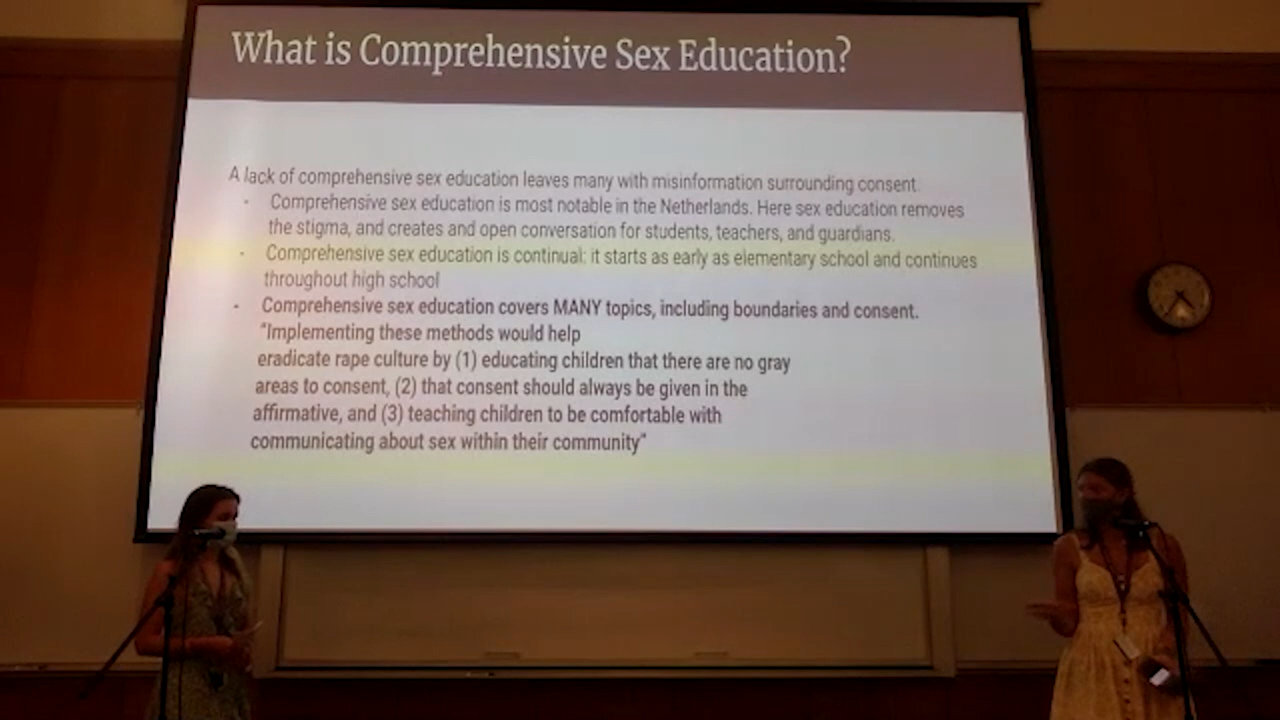 What is Comprehensive Sex Education?
A lack of comprehensive sex education leaves many with misinformation surrounding consent.
- Comprehensive sex education is most notable in the Netherlands. Here sex education removes
the stigma, and creates and open conversation for students, teachers, and guardians.
- Comprehensive sex education is continual: it starts as early as elementary school and continues
throughout high school
- Comprehensive sex education covers MANY topics, including boundaries and consent.
“Implementing these methods would help
eradicate rape culture by (1) educating children that there are no gray
areas to consent, (2) that consent should always be given in the
affirmative, and (3) teaching children to be comfortable with
communicating about sex within their community”